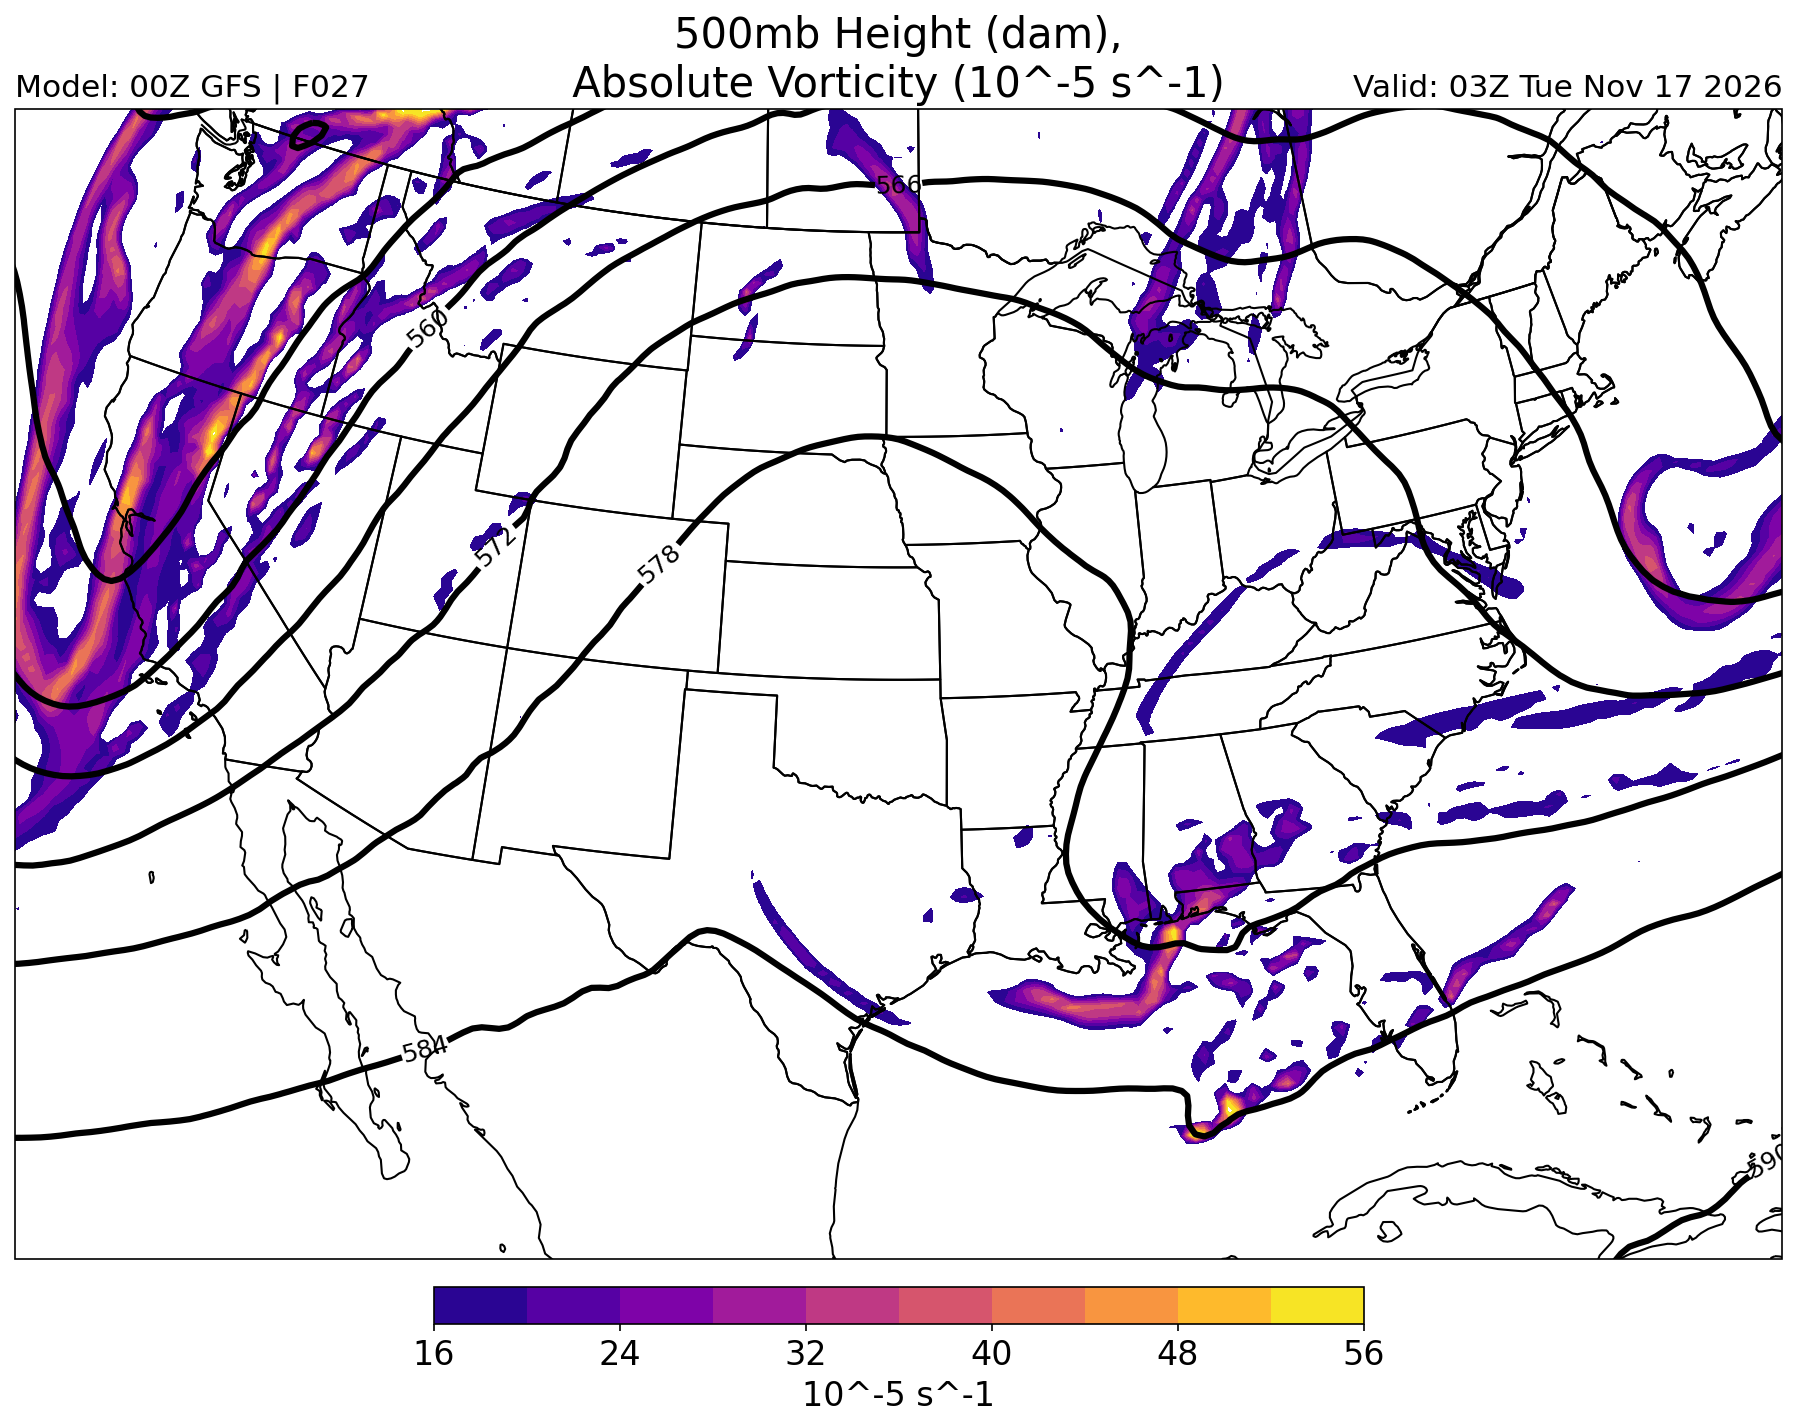 500mb Height (dam),
Model: 00Z GFS | F027
Absolute Vorticity (10^-5 s^-1)
Valid: 03Z Tue Nov 17 2026
566
560
572
578
584
590
16 24 32 40 48 56
10^-5 s^-1